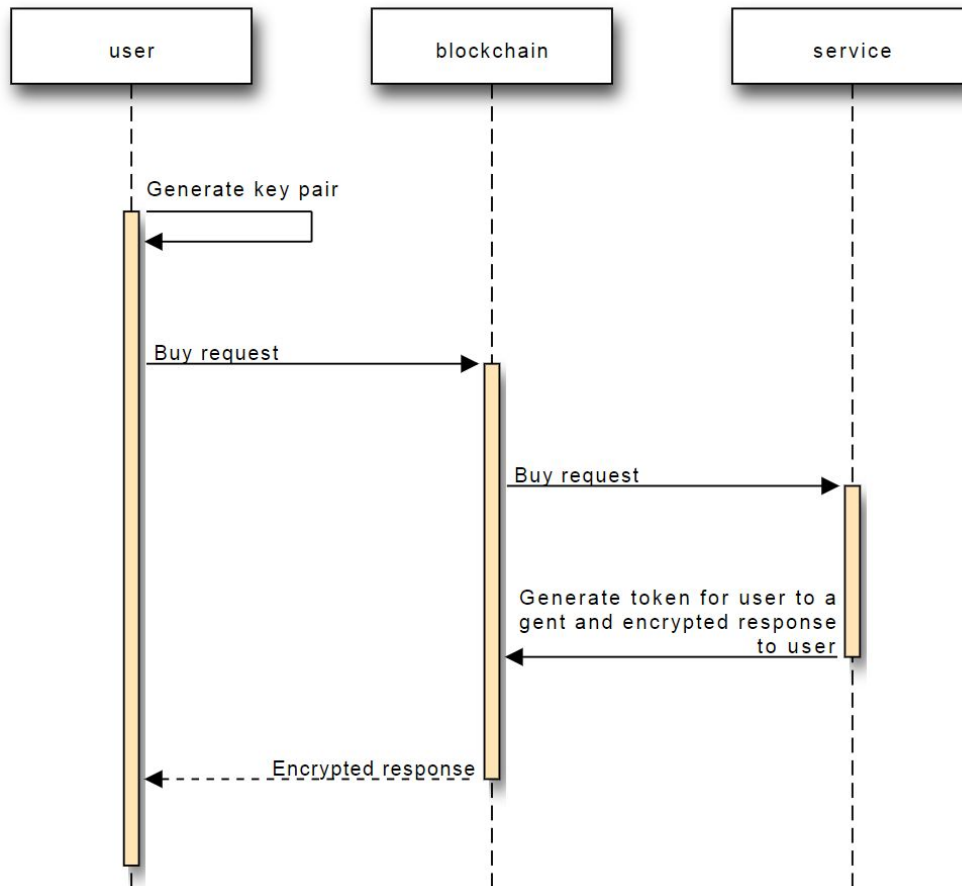 user
blockchain
service
Generate key pair
Buy request
Buy request
Generate token for user to a
gent and encrypted response
to user
Encrypted response